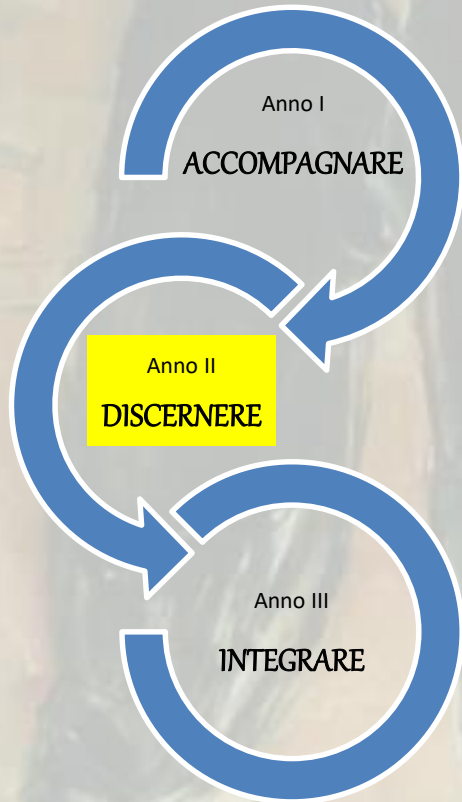 Anno I
ACCOMPAGNARE
Anno II
DISCERNERE
Anno III
INTEGRARE